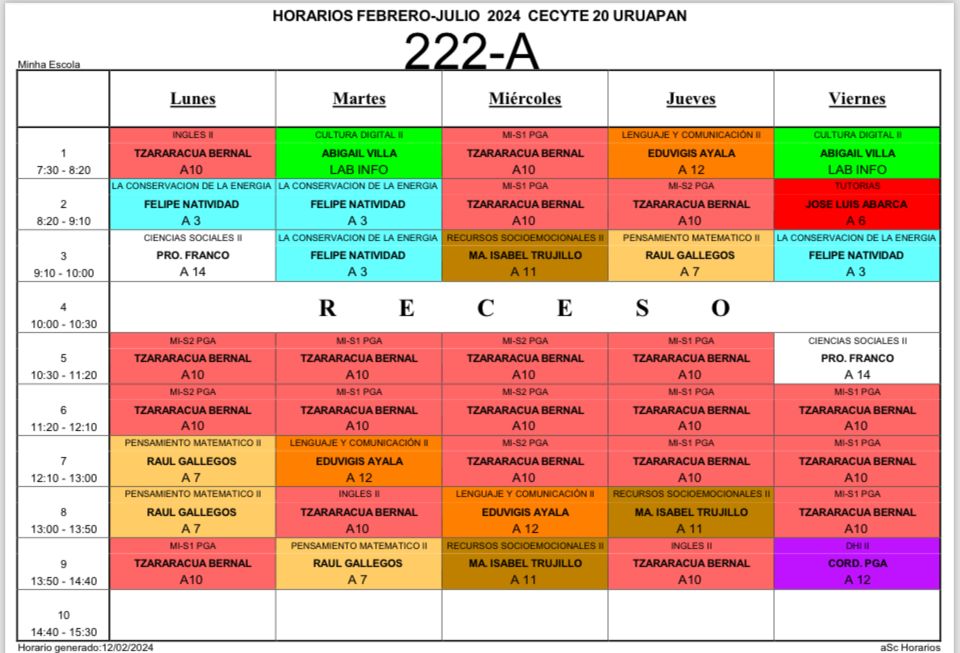 HORARIOS FEBRERO-JULIO 2024 CECYTE 20 URUAPAN
222-A
Minha Escola
Lunes Martes Miércoles Jueves Viernes
INGLES II CULTURA DIGITAL II MI-S1 PGA LENGUAJE Y COMUNICACIÓN II CULTURA DIGITAL II
1 TZARARACUA BERNAL ABIGAIL VILLA TZARARACUA BERNAL EDUVIGIS AYALA ABIGAIL VILLA
7:30 - 8:20 A10 LAB INFO A10 A 12 LAB INFO
LA CONSERVACION DE LA ENERGIA LA CONSERVACION DE LA ENERGIA MI-S1 PGA MI-S2 PGA TUTORIAS
2 FELIPE NATIVIDAD FELIPE NATIVIDAD TZARARACUA BERNAL TZARARACUA BERNAL JOSE LUIS ABARCA
8:20 - 9:10 A 3 A 3 A10 A10 A 6
CIENCIAS SOCIALES II LA CONSERVACION DE LA ENERGIA RECURSOS SOCIOEMOCIONALES II PENSAMIENTO MATEMATICO II LA CONSERVACION DE LA ENERGIA
3 PRO. FRANCO FELIPE NATIVIDAD MA. ISABEL TRUJILLO RAUL GALLEGOS FELIPE NATIVIDAD
9:10 - 10:00 A 14 A 3 A 11 A 7 A 3
4 R E C E S O
10:00 - 10:30
MI-S2 PGA MI-S1 PGA MI-S2 PGA MI-S1 PGA CIENCIAS SOCIALES II
5 TZARARACUA BERNAL TZARARACUA BERNAL TZARARACUA BERNAL TZARARACUA BERNAL PRO. FRANCO
10:30 - 11:20 A10 A10 A10 A10 A 14
MI-S2 PGA MI-S1 PGA MI-S2 PGA MI-S1 PGA MI-S1 PGA
6 TZARARACUA BERNAL TZARARACUA BERNAL TZARARACUA BERNAL TZARARACUA BERNAL TZARARACUA BERNAL
11:20 - 12:10 A10 A10 A10 A10 A10
PENSAMIENTO MATEMATICO II LENGUAJE Y COMUNICACIÓN II MI-S2 PGA MI-S1 PGA MI-S1 PGA
7 RAUL GALLEGOS EDUVIGIS AYALA TZARARACUA BERNAL TZARARACUA BERNAL TZARARACUA BERNAL
12:10 - 13:00 A 7 A 12 A10 A10 A10
PENSAMIENTO MATEMATICO II INGLES II LENGUAJE Y COMUNICACIÓN II RECURSOS SOCIOEMOCIONALES II MI-S1 PGA
8 RAUL GALLEGOS TZARARACUA BERNAL EDUVIGIS AYALA MA. ISABEL TRUJILLO TZARARACUA BERNAL
13:00 - 13:50 A 7 A10 A 12 A 11 A10
MI-S1 PGA PENSAMIENTO MATEMATICO II RECURSOS SOCIOEMOCIONALES II INGLES II DHI II
9 TZARARACUA BERNAL RAUL GALLEGOS MA. ISABEL TRUJILLO TZARARACUA BERNAL CORD. PGA
13:50 - 14:40 A10 A 7 A 11 A10 A 12
10
14:40 - 15:30
Horario generado:12/02/2024 aSc Horarios